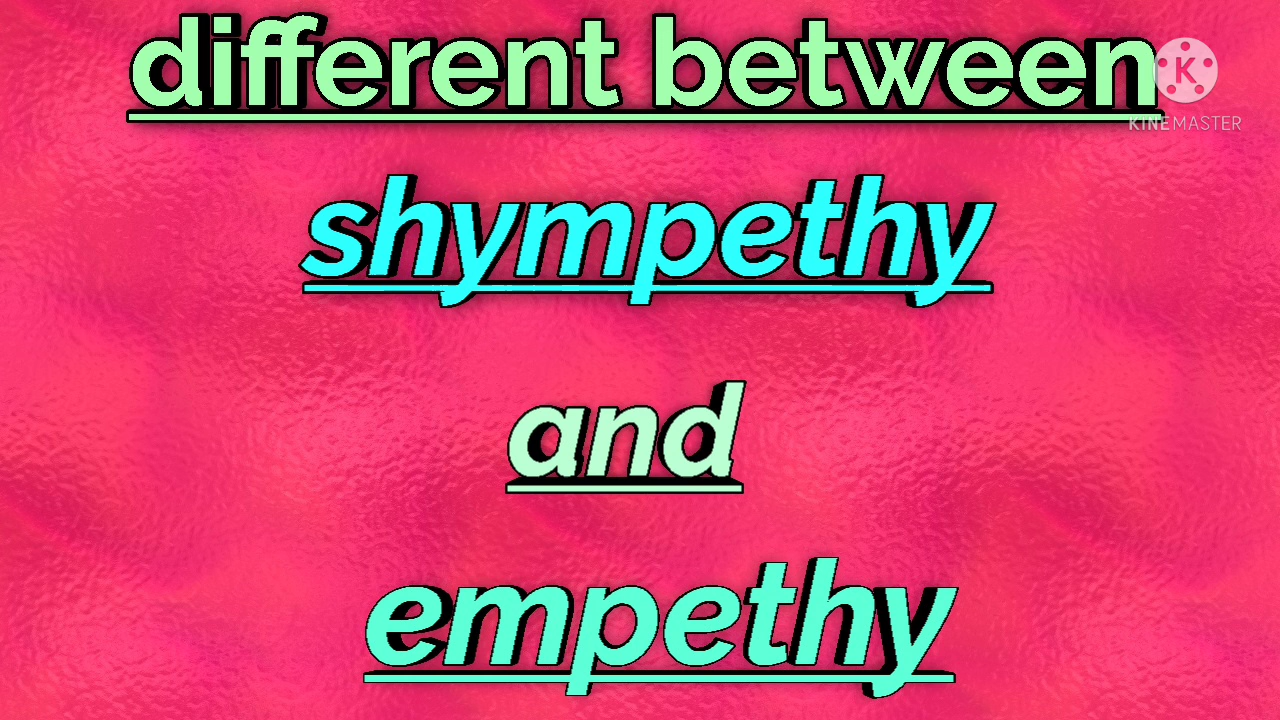 different between
K
KINEMASTER
shympethy
and
empethy